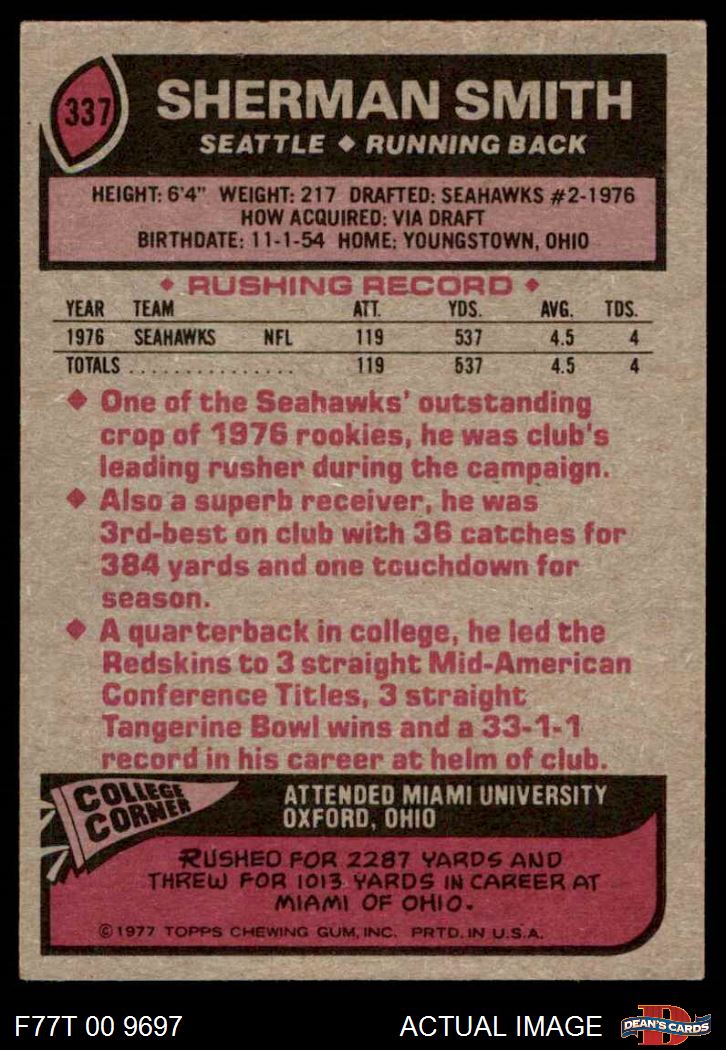 337
SHERMAN SMITH
SEATTLE ◆ RUNNING BACK
HEIGHT: 6'4" WEIGHT: 217 DRAFTED: SEAHAWKS #2-1976
HOW ACQUIRED: VIA DRAFT
BIRTHDATE: 11-1-54 HOME: YOUNGSTOWN, OHIO
◆ RUSHING RECORD ◆
YEAR TEAM ATT. YDS. AVG. TDS.
1976 SEAHAWKS NFL 119 537 4.5 4
TOTALS ............... 119 537 4.5 4
◆ One of the Seahawks' outstanding
crop of 1976 rookies, he was club's
leading rusher during the campaign.
◆ Also a superb receiver, he was
3rd-best on club with 36 catches for
384 yards and one touchdown for
season.
◆ A quarterback in college, he led the
Redskins to 3 straight Mid-American
Conference Titles, 3 straight
Tangerine Bowl wins and a 33-1-1
record in his career at helm of club.
COLLEGE
CORNER
ATTENDED MIAMI UNIVERSITY
OXFORD, OHIO
RUSHED FOR 2287 YARDS AND
THREW FOR 1013 YARDS IN CAREER AT
MIAMI OF OHIO.
©1977 TOPPS CHEWING GUM, INC. PRTD. IN U.S.A.
F77T 00 9697
ACTUAL IMAGE
D
DEAN'S CARDS